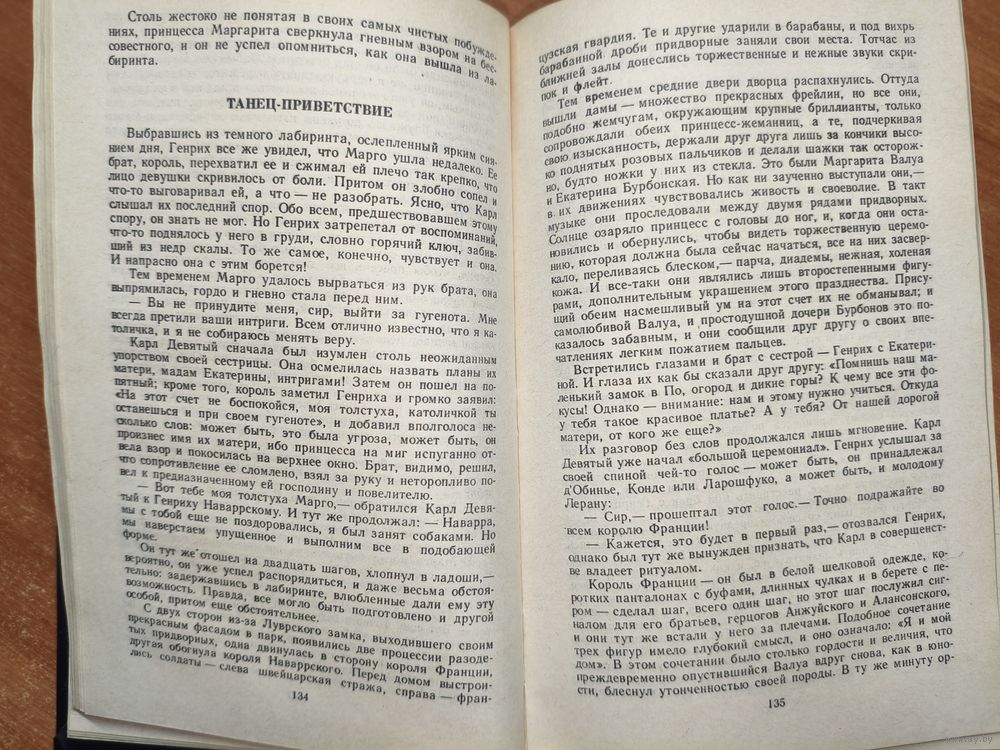 Столь жестоко не понятая в своих самых чистых побужде-
ниях, принцесса Маргарита сверкнула гневным взором на бес-
совестного, и он не успел опомниться, как она вышла из ла-
биринта.
ТАНЕЦ-ПРИВЕТСТВИЕ
Выбравшись из темного лабиринта, ослепленный ярким сия-
нием дня, Генрих все же увидел, что Марго ушла недалеко. Ее
брат, король, перехватил ее и сжимал ей плечо так крепко, что
лицо девушки скривилось от боли. Притом он злобно сопел и
что-то выговаривал ей, а что — не разобрать. Ясно, что Карл
слышал их последний спор. Обо всем, предшествовавшем этому
спору, он знать не мог. Но Генрих затрепетал от воспоминаний,
что-то поднялось у него в груди, словно горячий ключ, забив-
ший из недр скалы. То же самое, конечно, чувствует и она.
И напрасно она с этим борется!
Тем временем Марго удалось вырваться из рук брата, она
выпрямилась, гордо и гневно стала перед ним.
— Вы не принудите меня, сир, выйти за гугенота. Мне
всегда претили ваши интриги. Всем отлично известно, что я ка-
толичка, и я не собираюсь менять веру.
Карл Девятый сначала был изумлен столь неожиданным
упорством своей сестрицы. Она осмелилась назвать планы их
матери, мадам Екатерины, интригами! Затем он пошел на по-
пятный; кроме того, король заметил Генриха и громко заявил:
«На этот счет не беспокойся, моя толстуха, католичкой ты
останешься и при своем гугеноте», и добавил вполголоса не-
сколько слов: может быть, это была угроза, может быть, он
произнес имя их матери, ибо принцесса на миг испуганно от-
вела взор и покосилась на верхнее окно. Брат, видимо, решил,
что сопротивление ее сломлено, взял за руку и неторопливо по-
вел к предназначенному ей господину и повелителю.
— Вот тебе моя толстуха Марго,— обратился Карл Девя-
тый к Генриху Наваррскому. И тут же продолжал: — Наварра,
мы с тобой еще не поздоровались, я был занят собаками. Но
мы наверстаем упущенное и выполним все в подобающей
форме.
Он тут же отошел на двадцать шагов, хлопнул в ладоши,—
вероятно, он уже успел распорядиться, и даже весьма обстоя-
тельно: задержавшись в лабиринте, влюбленные дали ему эту
возможность. Правда, все могло быть подготовлено и другой
особой, притом еще обстоятельнее.
С двух сторон из-за Луврского замка, выходившего своим
прекрасным фасадом в парк, появились две процессии разоде-
тых придворных, одна двинулась в сторону короля Франции,
другая обогнула короля Наваррского. Перед домом выстрои-
лись солдаты — слева швейцарская стража, справа — фран-
134
цузская гвардия. Те и другие ударили в барабаны, и под вихрь
барабанной дроби придворные заняли свои места. Тотчас из
ближней залы донеслись торжественные и нежные звуки скри-
пок и флейт.
Тем временем средние двери дворца распахнулись. Оттуда
вышли дамы — множество прекрасных фрейлин, но все они,
подобно жемчугам, окружающим крупные бриллианты, только
сопровождали обеих принцесс-жеманниц, а те, подчеркивая
свою изысканность, держали друг друга лишь за кончики высо-
ко поднятых розовых пальчиков и делали шажки так осторож-
но, будто ножки у них из стекла. Это были Маргарита Валуа
и Екатерина Бурбонская. Но как ни заученно выступали они,—
в их движениях чувствовались живость и своеволие. В такт
музыке они проследовали между двумя рядами придворных.
Солнце озаряло принцесс с головы до ног, и, когда они оста-
новились и обернулись, чтобы видеть торжественную церемо-
нию, которая должна была сейчас начаться, все на них засвер-
кало, переливаясь блеском,— парча, диадемы, нежная, холеная
кожа. И все-таки они являлись лишь второстепенными фигу-
рами, дополнительным украшением этого празднества. Прису-
щий обеим насмешливый ум на этот счет их не обманывал; и
самолюбивой Валуа, и простодушной дочери Бурбонов это по-
казалось забавным, и они сообщили друг другу о своих впе-
чатлениях легким пожатием пальцев.
Встретились глазами и брат с сестрой — Генрих с Екатери-
ной. И глаза их как бы сказали друг другу: «Помнишь наш ма-
ленький замок в По, огород и дикие горы? К чему все эти фо-
кусы! Однако — внимание: нам и этому нужно учиться. Откуда
у тебя такое красивое платье? А у тебя? От нашей дорогой
матери, от кого же еще?»
Их разговор без слов продолжался лишь мгновение. Карл
Девятый уже начал «большой церемониал». Генрих услышал за
своей спиной чей-то голос — может быть, он принадлежал
д'Обинье, Конде или Ларошфуко, а может быть, и молодому
Лерану:
— Сир,— прошептал этот голос.— Точно подражайте во
всем королю Франции!
— Кажется, это будет в первый раз,— отозвался Генрих,
однако был тут же вынужден признать, что Карл в совершенст-
ве владеет ритуалом.
Король Франции — он был в белой шелковой одежде, ко-
ротких панталонах с буфами, длинных чулках и в берете с пе-
ром — сделал шаг, всего один шаг, но этот шаг послужил сиг-
налом для его братьев, герцогов Анжуйского и Алансонского,
и они тут же встали у него за плечами. Подобное сочетание
трех фигур имело глубокий смысл, и оно означало: «Я и мой
дом». В этом сочетании было столько гордости и величия, что
преждевременно опустившийся Валуа вдруг снова, как в юно-
сти, блеснул утонченностью своей породы. В ту же минуту ор-
135